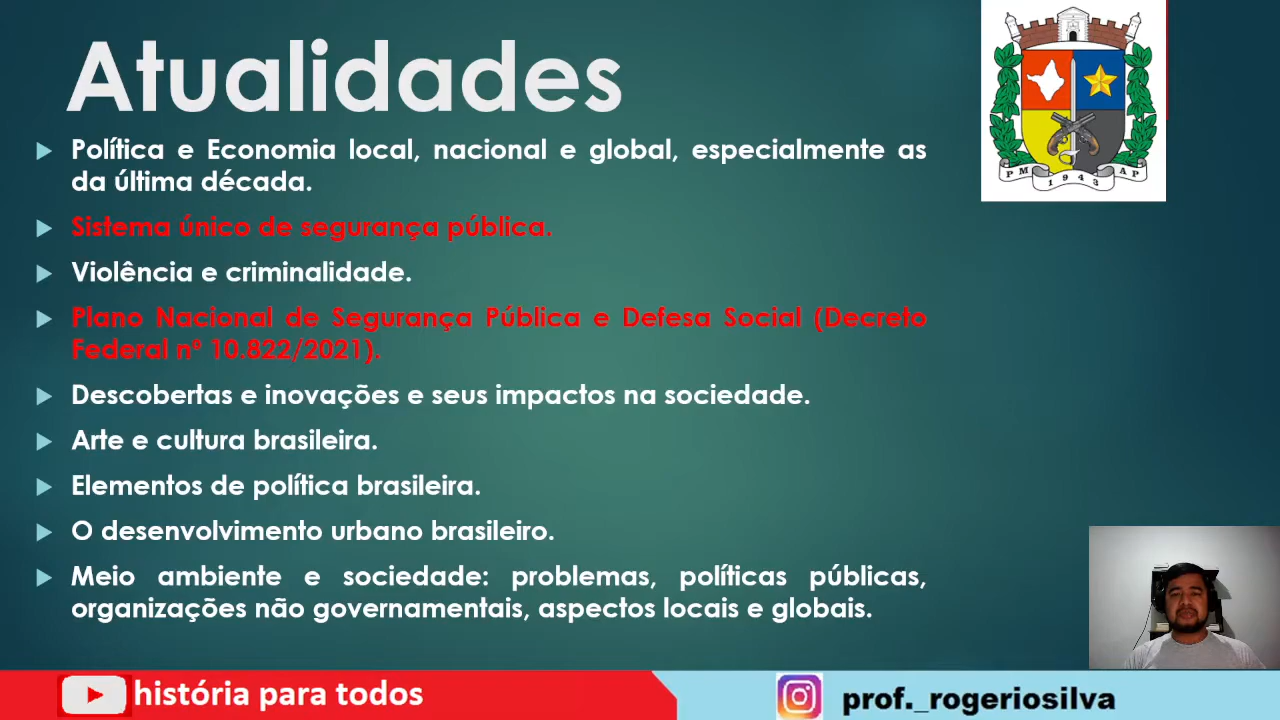 Atualidades
Política e Economia local, nacional e global, especialmente as
da última década.
Sistema único de segurança pública.
Violência e criminalidade.
Plano Nacional de Segurança Pública e Defesa Social (Decreto
Federal nº 10.822/2021).
Descobertas e inovações e seus impactos na sociedade.
Arte e cultura brasileira.
Elementos de política brasileira.
O desenvolvimento urbano brasileiro.
Meio ambiente e sociedade: problemas, políticas públicas,
organizações não governamentais, aspectos locais e globais.
PM 1943 AP
história para todos
prof._rogeriosilva